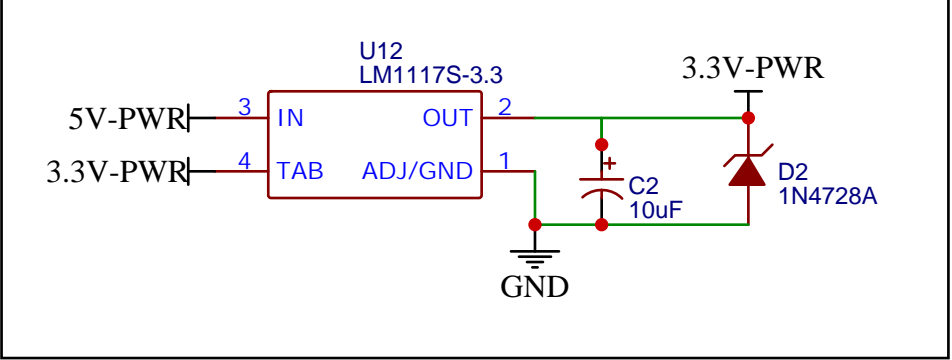 U12
LM1117S-3.3
3.3V-PWR
5V-PWR 3 IN OUT 2
3.3V-PWR 4 TAB ADJ/GND 1
+
C2
10uF
D2
1N4728A
GND